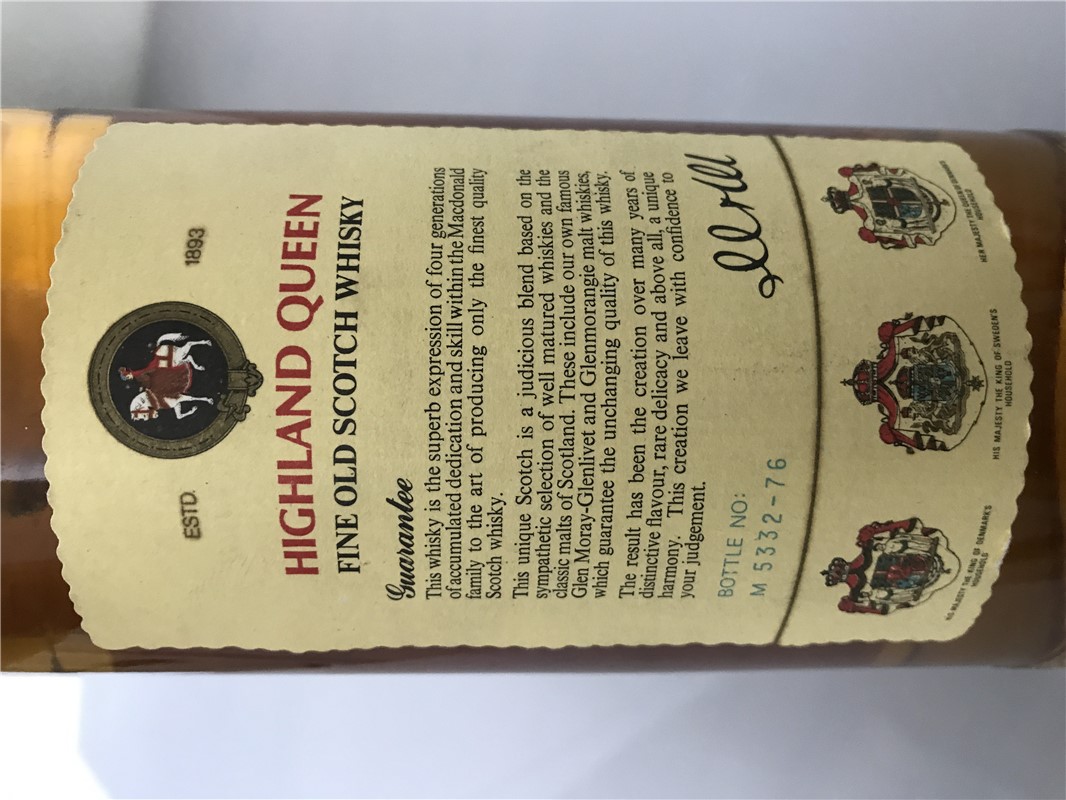 ESTD. 1893
HIGHLAND QUEEN
FINE OLD SCOTCH WHISKY
Guarantee
This whisky is the superb expression of four generations
of accumulated dedication and skill within the Macdonald
family to the art of producing only the finest quality
Scotch whisky.
This unique Scotch is a judicious blend based on the
sympathetic selection of well matured whiskies and the
classic malts of Scotland. These include our own famous
Glen Moray-Glenlivet and Glenmorangie malt whiskies,
which guarantee the unchanging quality of this whisky.
The result has been the creation over many years of
distinctive flavour, rare delicacy and above all, a unique
harmony. This creation we leave with confidence to
your judgement.
BOTTLE NO:
M 5332-76
HIS MAJESTY THE KING OF DENMARK'S
HOUSEHOLD
HIS MAJESTY THE KING OF SWEDEN'S
HOUSEHOLD
HER MAJESTY THE QUEEN OF DENMARK'S
HOUSEHOLD